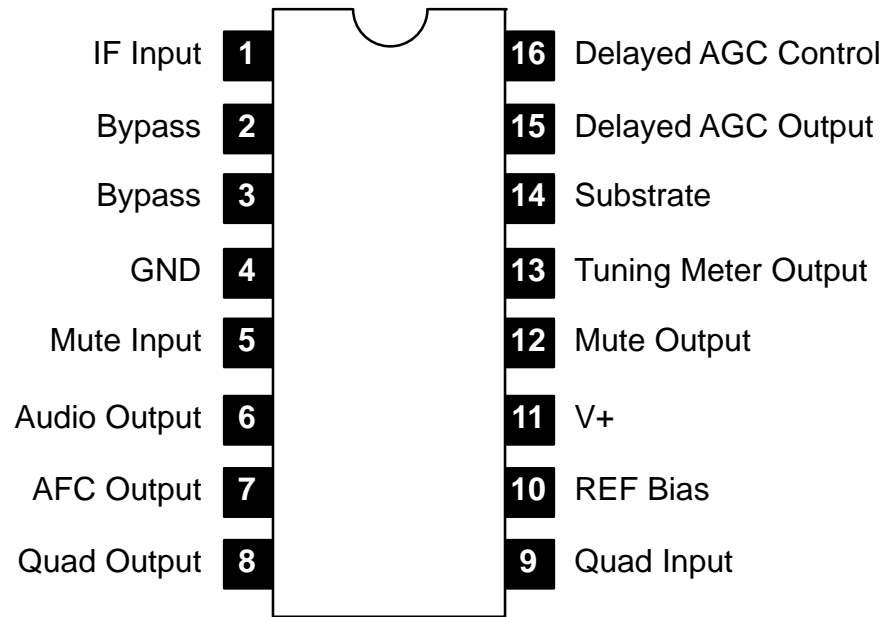 IF Input 1 16 Delayed AGC Control
Bypass 2 15 Delayed AGC Output
Bypass 3 14 Substrate
GND 4 13 Tuning Meter Output
Mute Input 5 12 Mute Output
Audio Output 6 11 V+
AFC Output 7 10 REF Bias
Quad Output 8 9 Quad Input